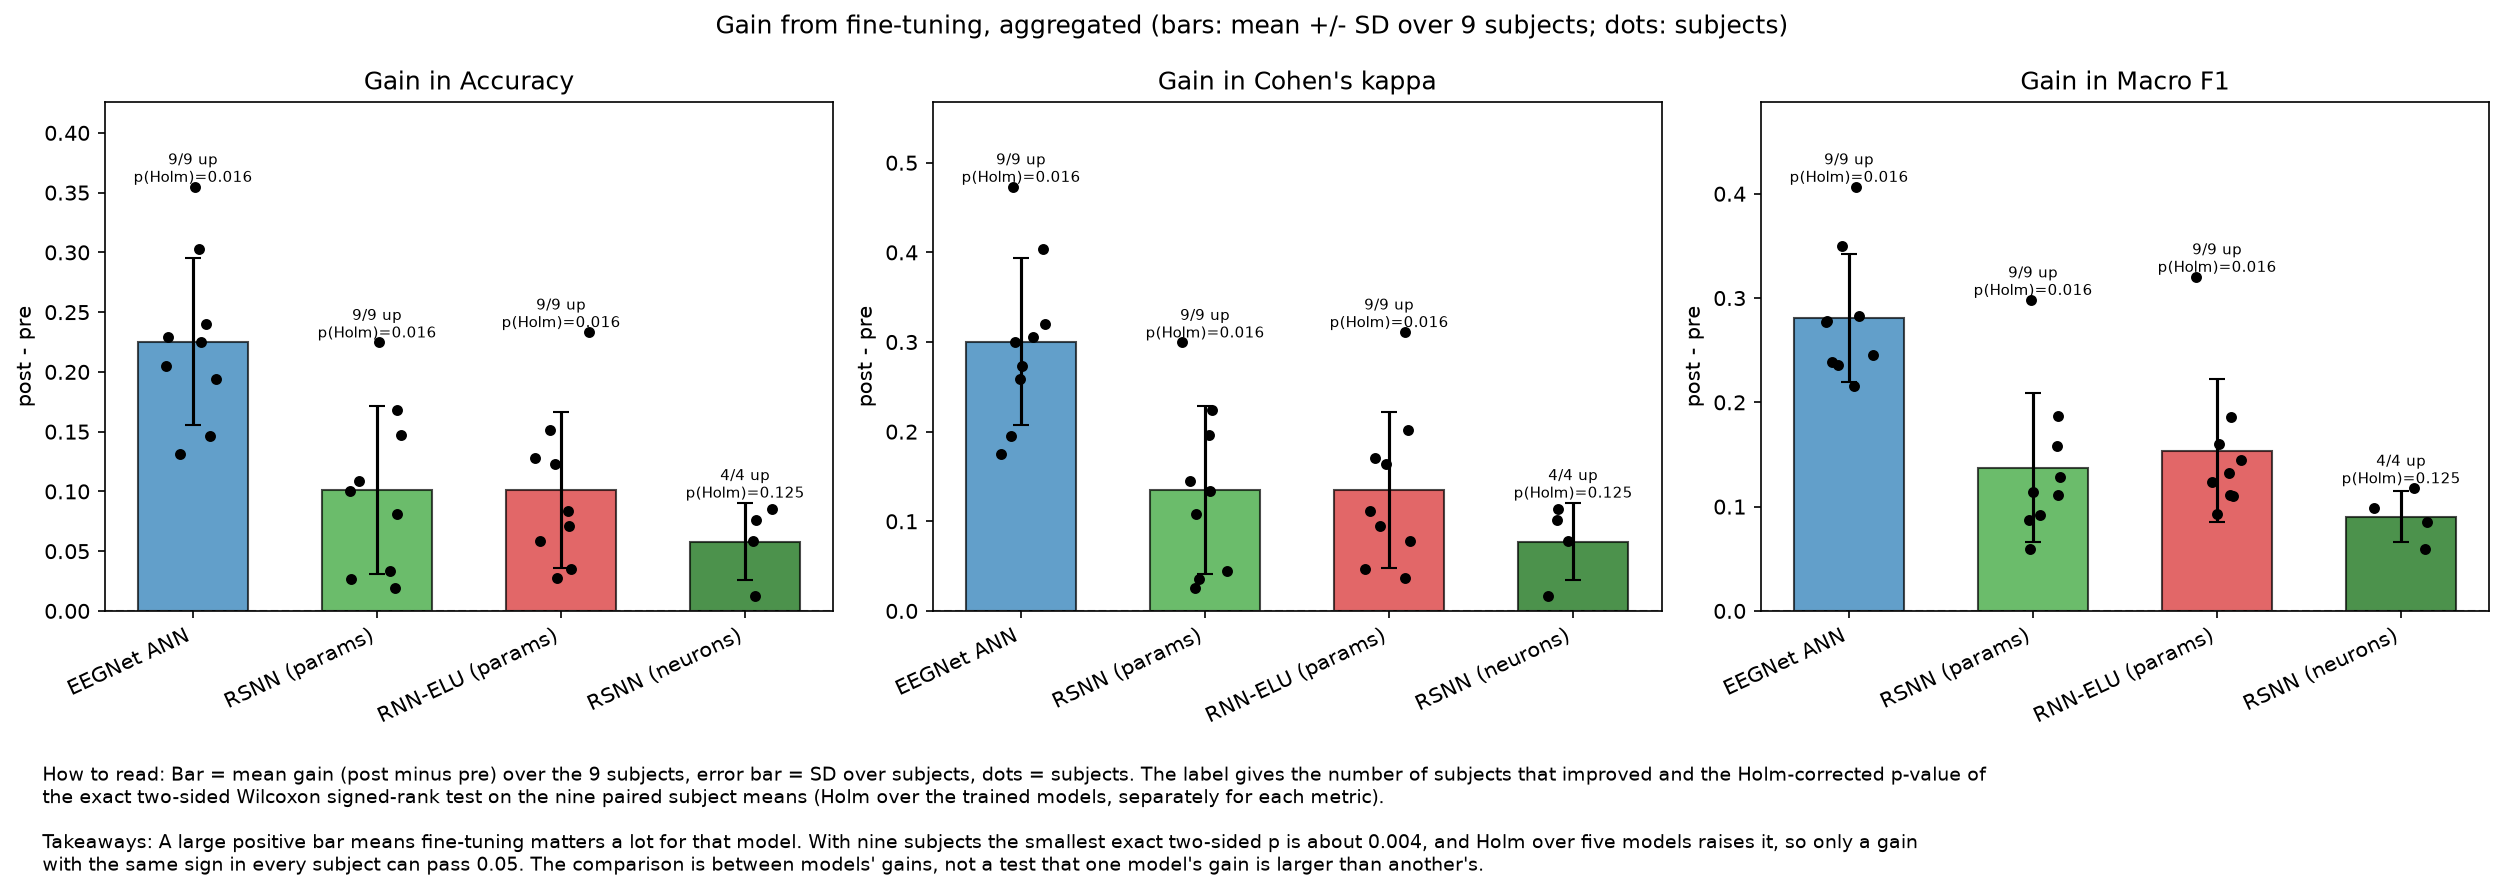 Gain from fine-tuning, aggregated (bars: mean +/- SD over 9 subjects; dots: subjects)
Gain in Accuracy
post - pre
0.40
0.35
0.30
0.25
0.20
0.15
0.10
0.05
0.00
9/9 up
p(Holm)=0.016
9/9 up
p(Holm)=0.016
9/9 up
p(Holm)=0.016
4/4 up
p(Holm)=0.125
EEGNet ANN
RSNN (params)
RNN-ELU (params)
RSNN (neurons)
Gain in Cohen's kappa
post - pre
0.5
0.4
0.3
0.2
0.1
0.0
9/9 up
p(Holm)=0.016
9/9 up
p(Holm)=0.016
9/9 up
p(Holm)=0.016
4/4 up
p(Holm)=0.125
EEGNet ANN
RSNN (params)
RNN-ELU (params)
RSNN (neurons)
Gain in Macro F1
post - pre
0.4
0.3
0.2
0.1
0.0
9/9 up
p(Holm)=0.016
9/9 up
p(Holm)=0.016
9/9 up
p(Holm)=0.016
4/4 up
p(Holm)=0.125
EEGNet ANN
RSNN (params)
RNN-ELU (params)
RSNN (neurons)
How to read: Bar = mean gain (post minus pre) over the 9 subjects, error bar = SD over subjects, dots = subjects. The label gives the number of subjects that improved and the Holm-corrected p-value of
the exact two-sided Wilcoxon signed-rank test on the nine paired subject means (Holm over the trained models, separately for each metric).
Takeaways: A large positive bar means fine-tuning matters a lot for that model. With nine subjects the smallest exact two-sided p is about 0.004, and Holm over five models raises it, so only a gain
with the same sign in every subject can pass 0.05. The comparison is between models' gains, not a test that one model's gain is larger than another's.